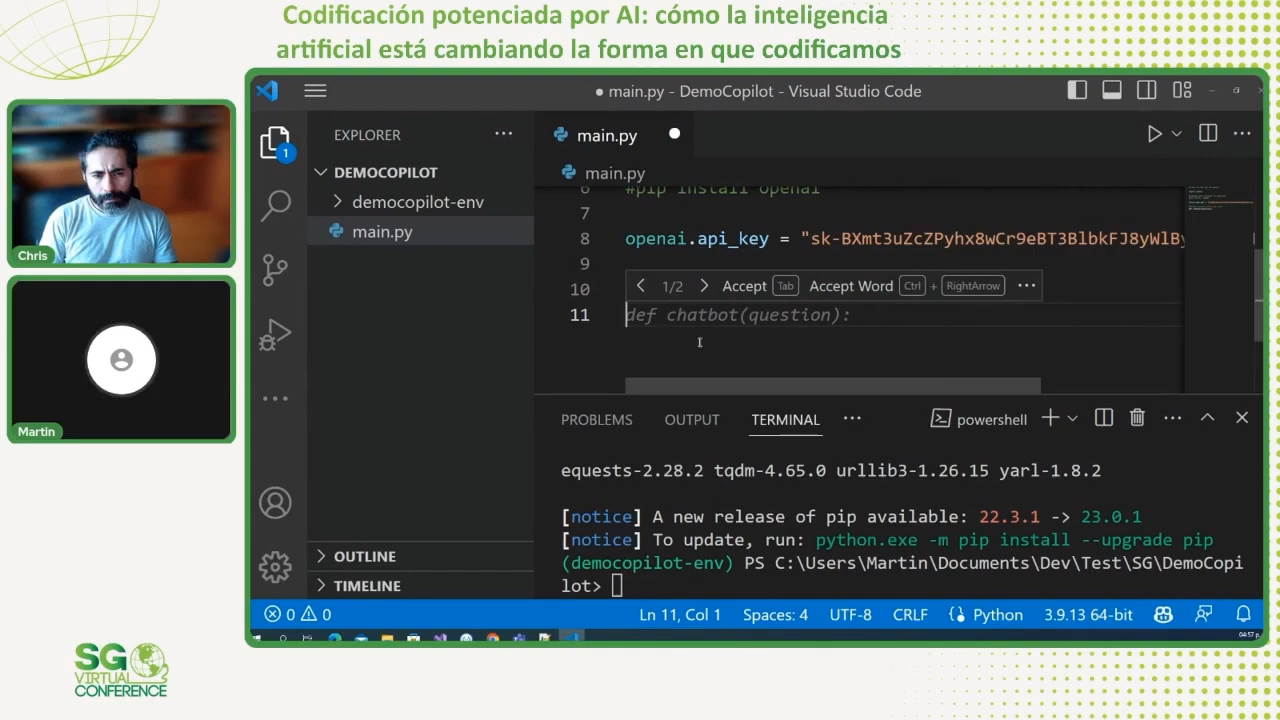 Codificación potenciada por AI: cómo la inteligencia
artificial está cambiando la forma en que codificamos
main.py - DemoCopilot - Visual Studio Code
Chris
Martin
1
EXPLORER
DEMOCOPILOT
democopilot-env
main.py
OUTLINE
TIMELINE
main.py
main.py
6 #pip install openai
7
8 openai.api_key = "sk-BXmt3uZcZPyhx8wCr9eBT3BlbkFJ8yWlBy
9
10 1/2 Accept Tab Accept Word Ctrl + RightArrow
11 def chatbot(question):
PROBLEMS OUTPUT TERMINAL powershell
equests-2.28.2 tqdm-4.65.0 urllib3-1.26.15 yarl-1.8.2
[notice] A new release of pip available: 22.3.1 -> 23.0.1
[notice] To update, run: python.exe -m pip install --upgrade pip
(democopilot-env) PS C:\Users\Martin\Documents\Dev\Test\SG\DemoCopi
lot>
0 0 Ln 11, Col 1 Spaces: 4 UTF-8 CRLF Python 3.9.13 64-bit
04:57 p.
SG
VIRTUAL
CONFERENCE